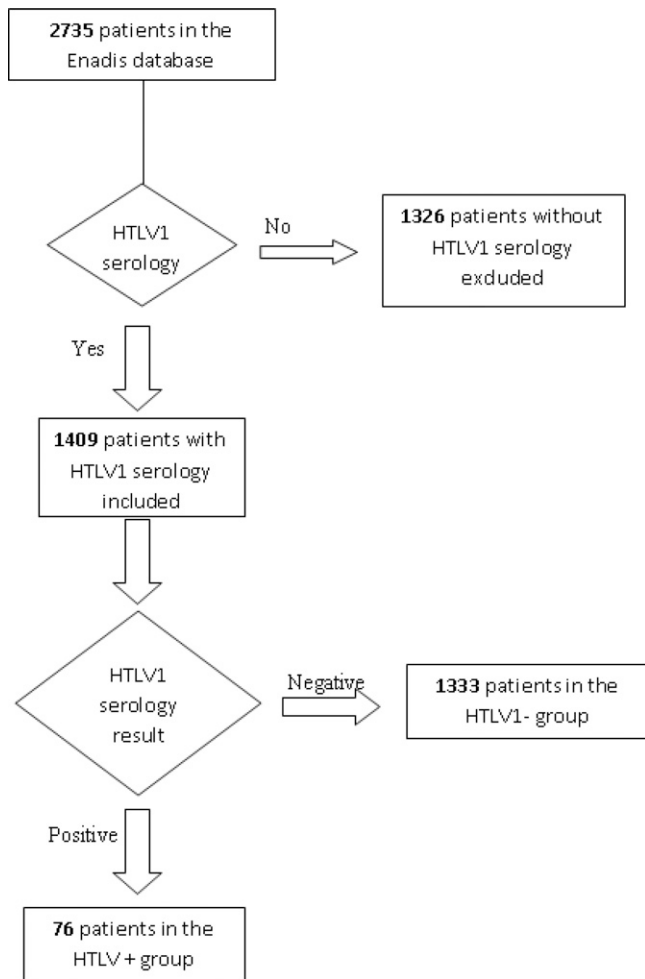 2735 patients in the
Enadis database
HTLV1
serology
No
1326 patients without
HTLV1 serology
exduded
Yes
1409 patients with
HTLV1 serology
included
HTLV1
serology
result
Negative
1333 patients in the
HTLV1- group
Positive
76 patients in the
HTLV + group